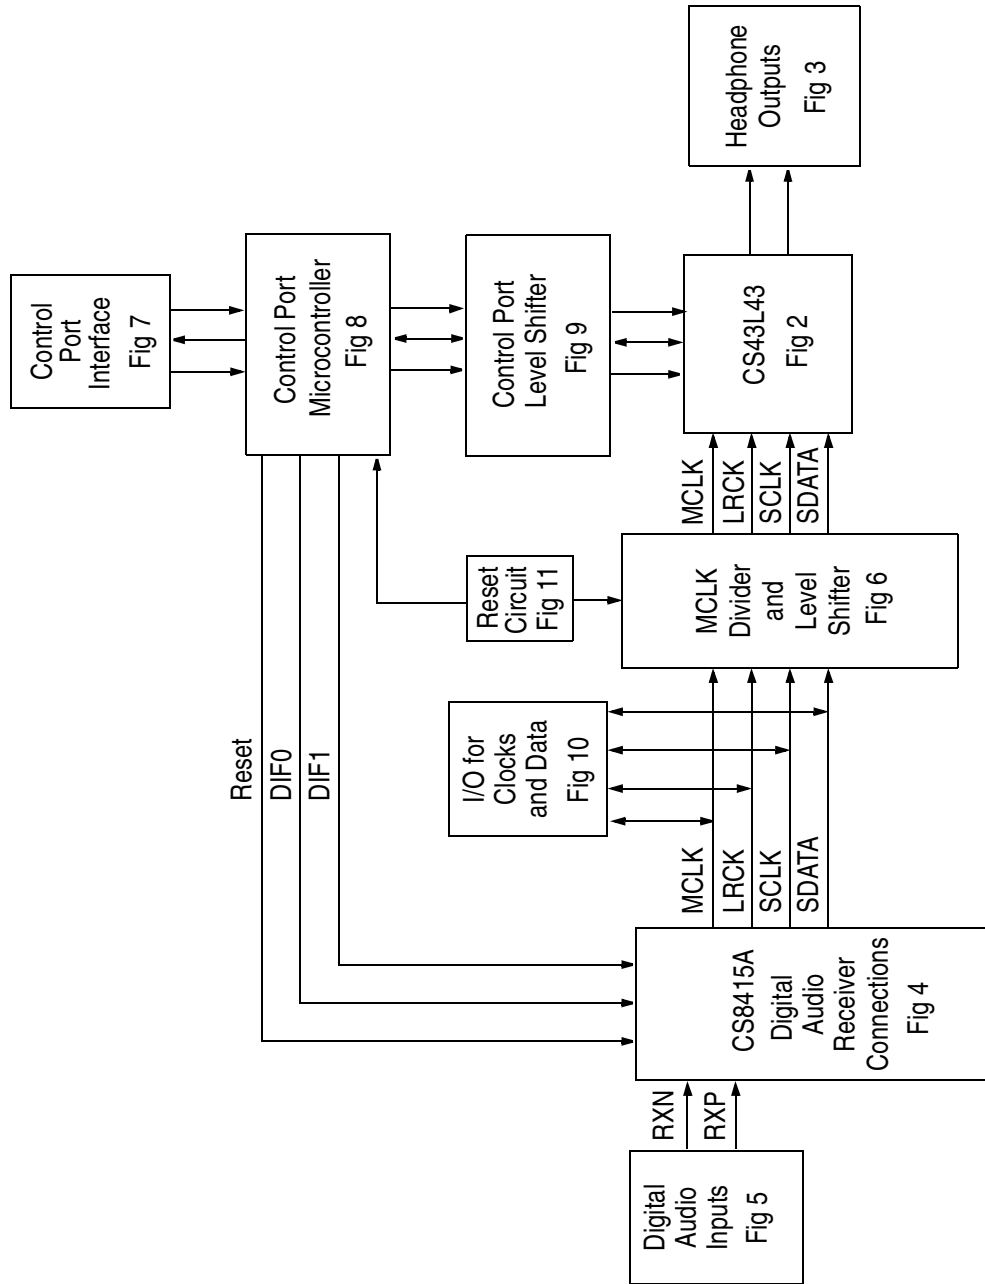 Digital
Audio
Inputs
Fig 5
RXN
RXP
CS8415A
Digital
Audio
Receiver
Connections
Fig 4
Reset
DIF0
DIF1
MCLK
LRCK
SCLK
SDATA
I/O for
Clocks
and Data
Fig 10
Reset
Circuit
Fig 11
MCLK
Divider
and
Level
Shifter
Fig 6
MCLK
LRCK
SCLK
SDATA
Control
Port
Interface
Fig 7
Control Port
Microcontroller
Fig 8
Control Port
Level Shifter
Fig 9
CS43L43
Fig 2
Headphone
Outputs
Fig 3